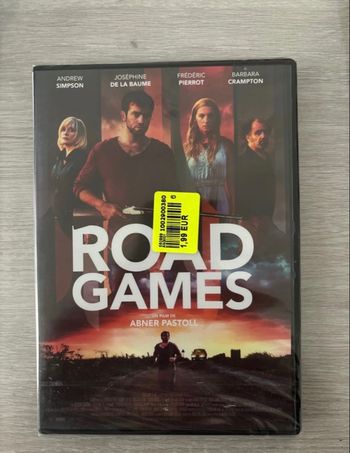 ANDREW
SIMPSON
JOSÉPHINE
DE LA BAUME
FRÉDÉRIC
PIERROT
BARBARA
CRAMPTON
1002900380
1,99 EUR
ROAD
GAMES
UN FILM DE
ABNER PASTOLL